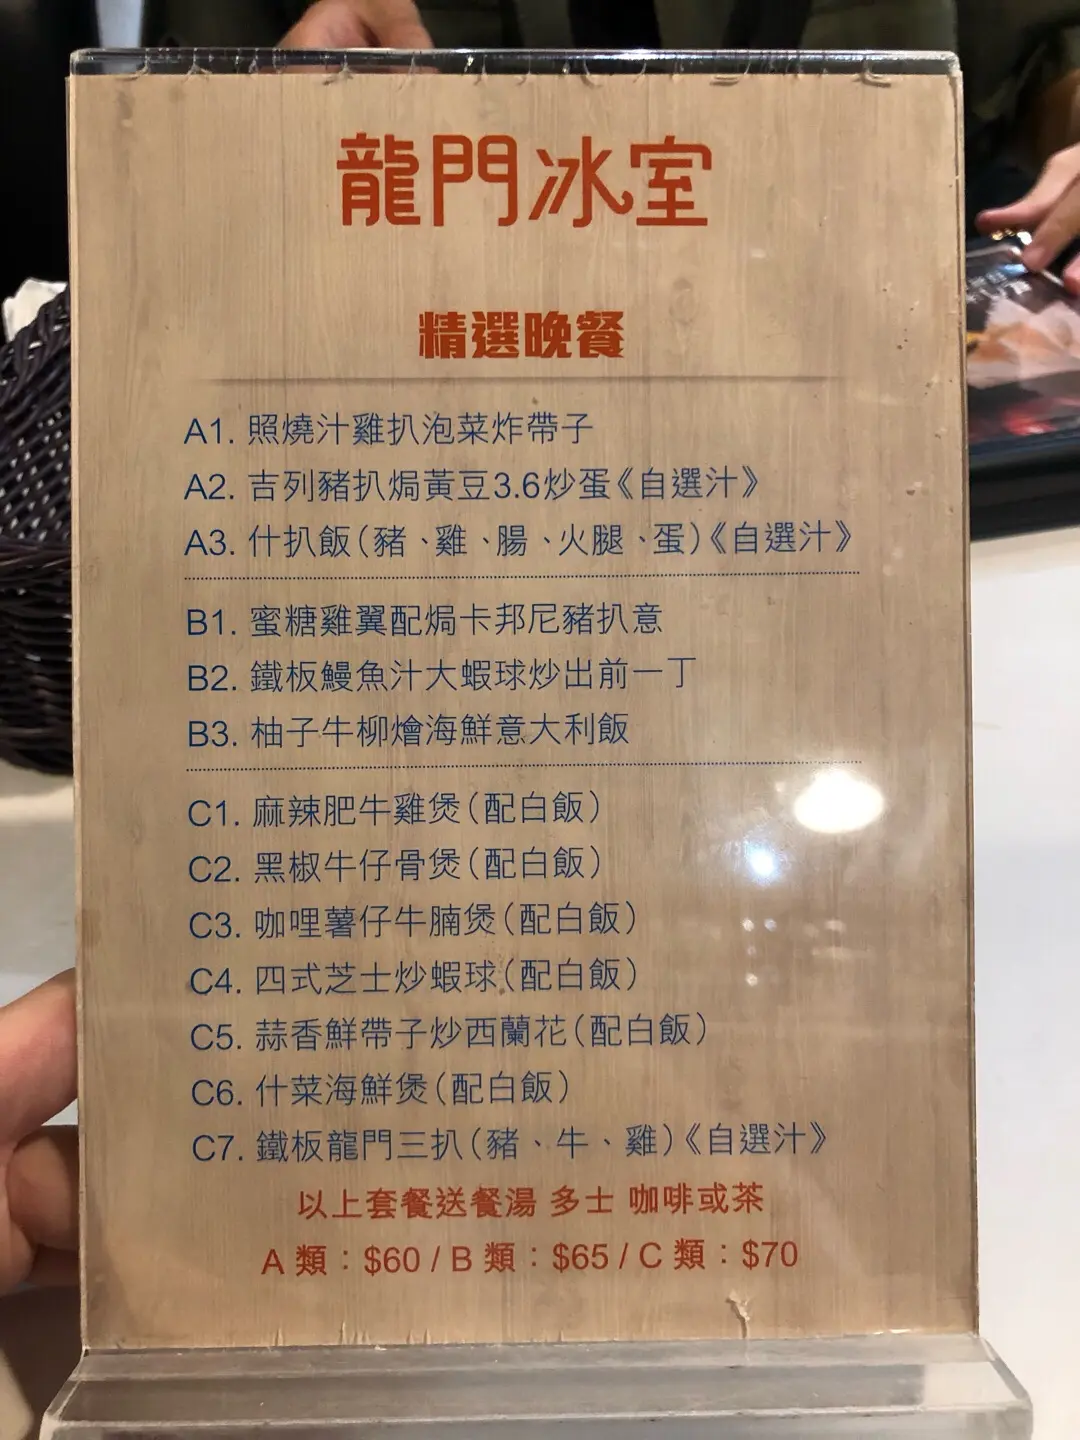 龍門冰室
精選晚餐
A1. 照燒汁雞扒泡菜炸帶子
A2. 吉列豬扒焗黃豆3.6炒蛋《自選汁》
A3. 什扒飯（豬、雞、腸、火腿、蛋）《自選汁》
B1. 蜜糖雞翼配焗卡邦尼豬扒意
B2. 鐵板鰻魚汁大蝦球炒出前一丁
B3. 柚子牛柳燴海鮮意大利飯
C1. 麻辣肥牛雞煲（配白飯）
C2. 黑椒牛仔骨煲（配白飯）
C3. 咖哩薯仔牛腩煲（配白飯）
C4. 四式芝士炒蝦球（配白飯）
C5. 蒜香鮮帶子炒西蘭花（配白飯）
C6. 什菜海鮮煲（配白飯）
C7. 鐵板龍門三扒（豬、牛、雞）《自選汁》
以上套餐送餐湯 多士 咖啡或茶
A 類：$60 / B 類：$65 / C 類：$70